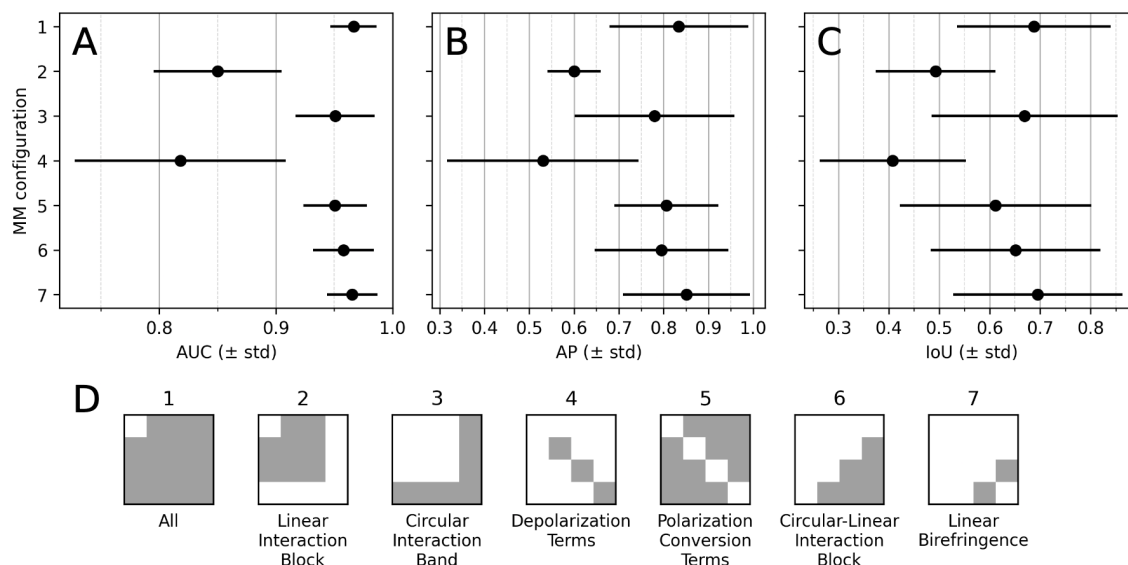 A
B
C
MM configuration
1
2
3
4
5
6
7
0.8
0.9
1.0
0.3
0.4
0.5
0.6
0.7
0.8
0.9
1.0
0.3
0.4
0.5
0.6
0.7
0.8
AUC (± std)
AP (± std)
IoU (± std)
D
1
2
3
4
5
6
7
All
Linear
Interaction
Block
Circular
Interaction
Band
Depolarization
Terms
Polarization
Conversion
Terms
Circular-Linear
Interaction
Block
Linear
Birefringence